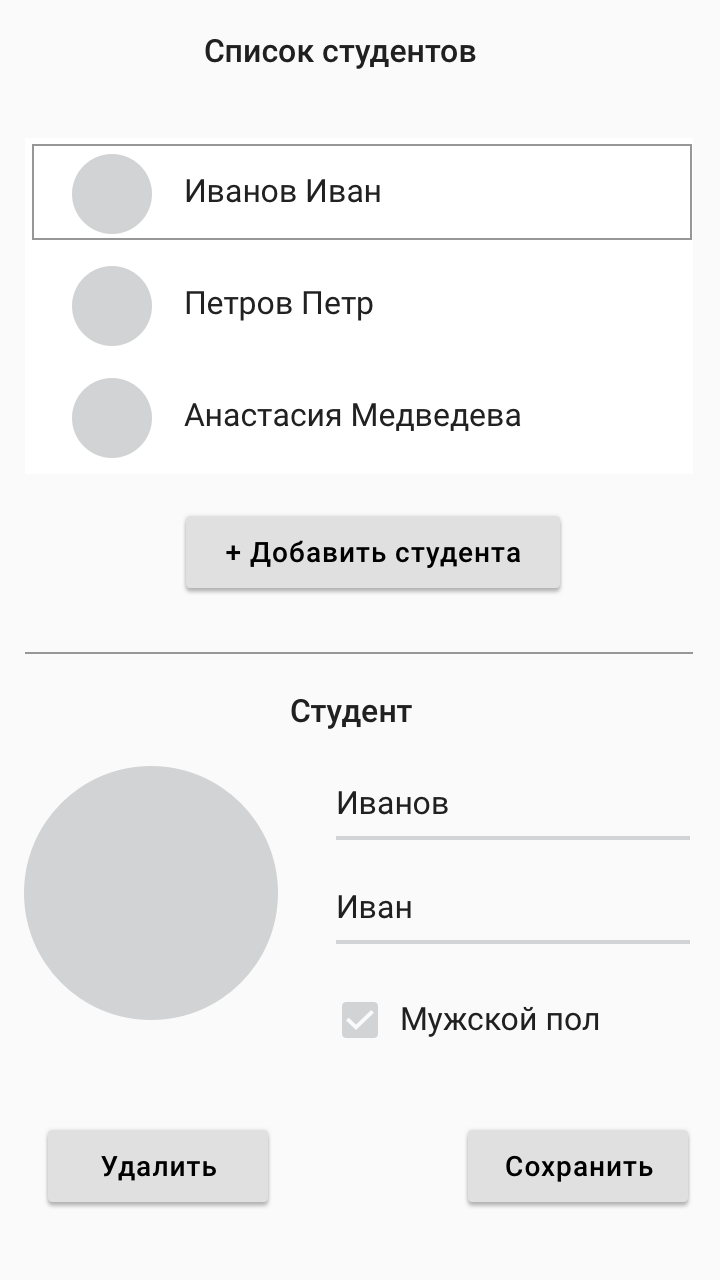 Список студентов
Иванов Иван
Петров Петр
Анастасия Медведева
+ Добавить студента
Студент
Иванов
Иван
Мужской пол
Удалить
Сохранить